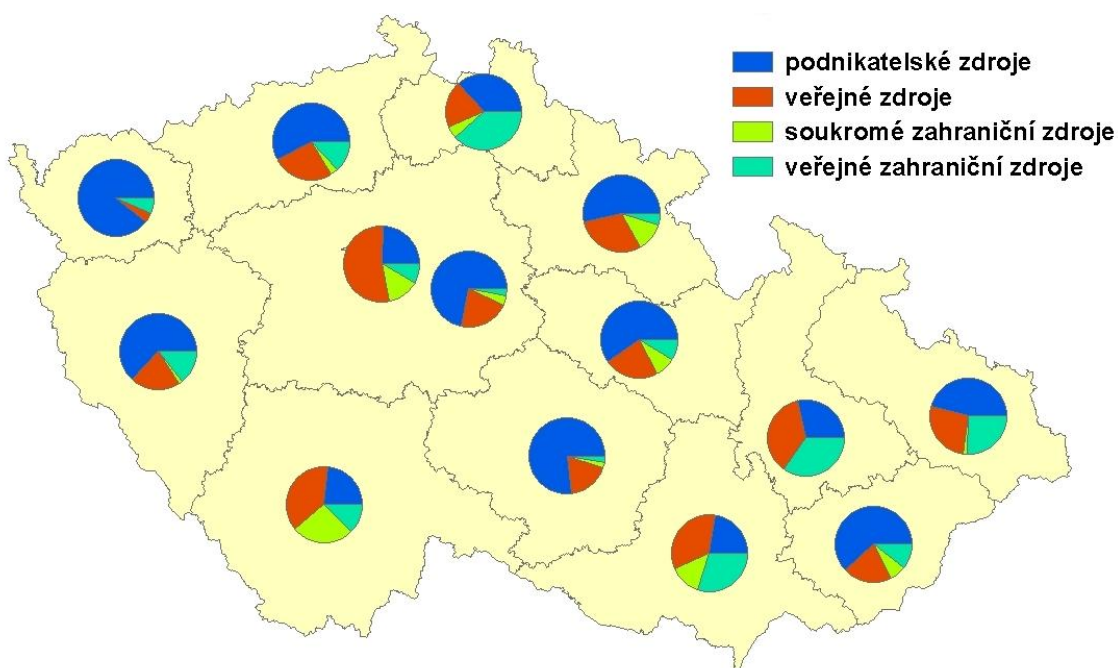 podnikatelské zdroje
veřejné zdroje
soukromé zahraniční zdroje
veřejné zahraniční zdroje